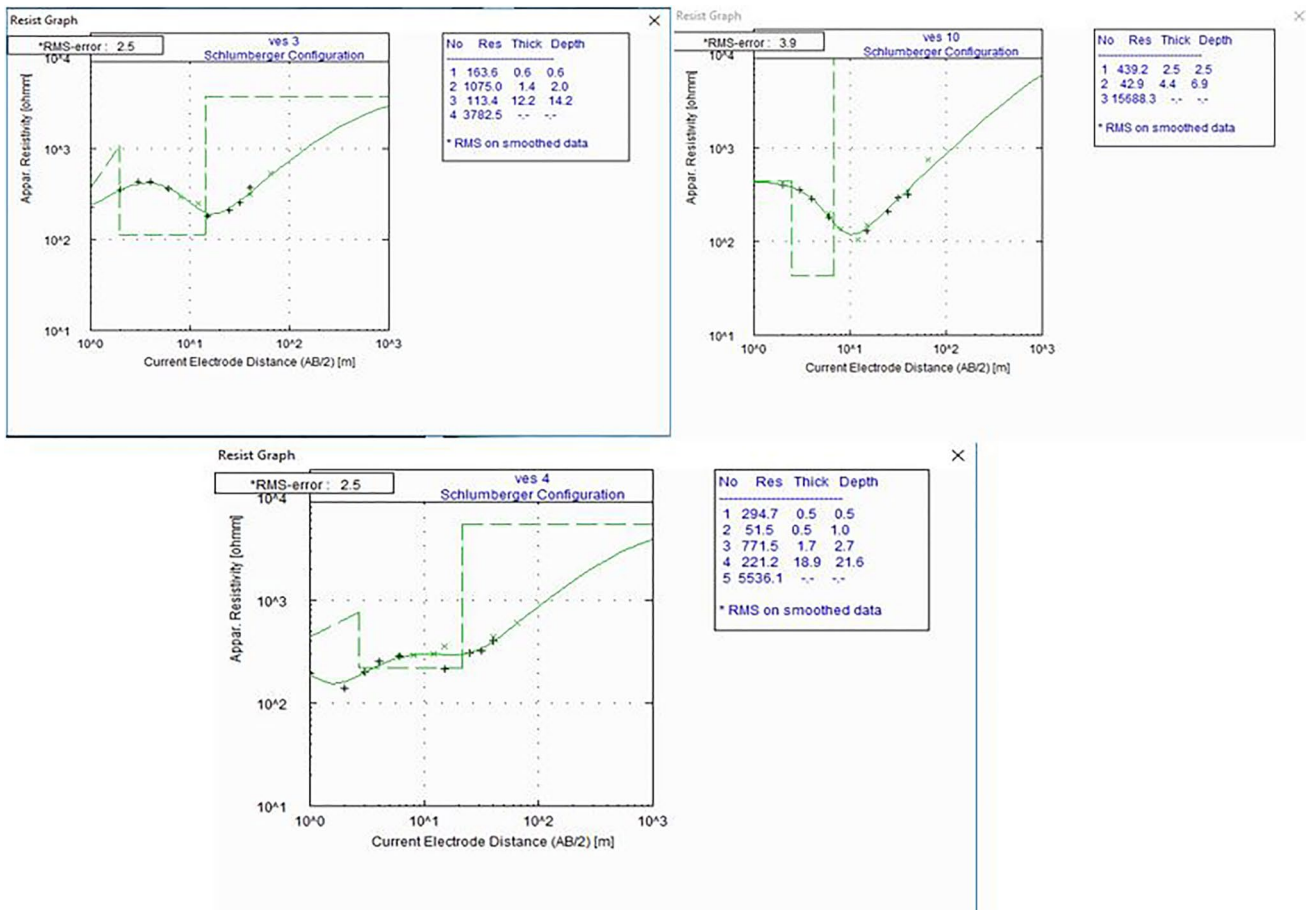 Resist Graph
*RMS-error : 2.5
ves 3
Schlumberger Configuration
10^4
10^3
10^2
10^1
Appar. Resistivity [ohmm]
10^0 10^1 10^2 10^3
Current Electrode Distance (AB/2) [m]
No Res Thick Depth
1 163.6 0.6 0.6
2 1075.0 1.4 2.0
3 113.4 12.2 14.2
4 3782.5 -.- -.-
* RMS on smoothed data
Resist Graph
*RMS-error : 3.9
ves 10
Schlumberger Configuration
10^4
10^3
10^2
10^1
Appar. Resistivity [ohmm]
10^0 10^1 10^2 10^3
Current Electrode Distance (AB/2) [m]
No Res Thick Depth
1 439.2 2.5 2.5
2 42.9 4.4 6.9
3 15688.3 -.- -.-
* RMS on smoothed data
Resist Graph
*RMS-error : 2.5
ves 4
Schlumberger Configuration
10^4
10^3
10^2
10^1
Appar. Resistivity [ohmm]
10^0 10^1 10^2 10^3
Current Electrode Distance (AB/2) [m]
No Res Thick Depth
1 294.7 0.5 0.5
2 51.5 0.5 1.0
3 771.5 1.7 2.7
4 221.2 18.9 21.6
5 5536.1 -.- -.-
* RMS on smoothed data